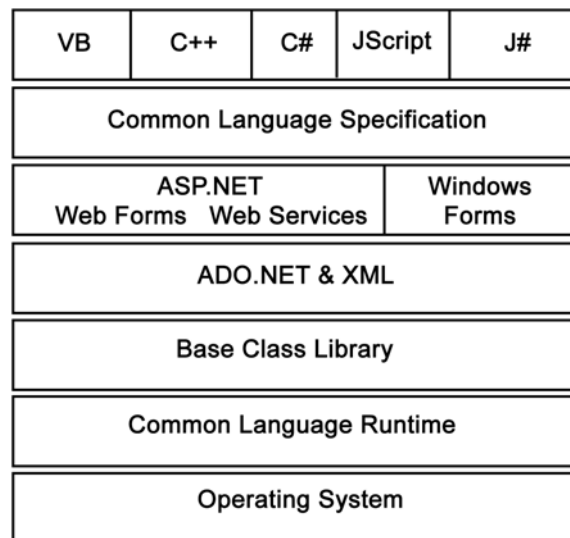 VB C++ C# JScript J#
Common Language Specification
ASP.NET
Web Forms Web Services
Windows
Forms
ADO.NET & XML
Base Class Library
Common Language Runtime
Operating System